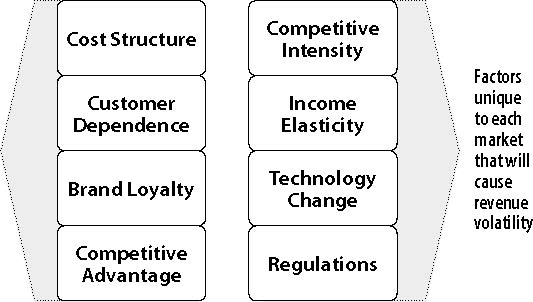 Cost Structure
Customer
Dependence
Brand Loyalty
Competitive
Advantage
Competitive
Intensity
Income
Elasticity
Technology
Change
Regulations
Factors
unique
to each
market
that will
cause
revenue
volatility